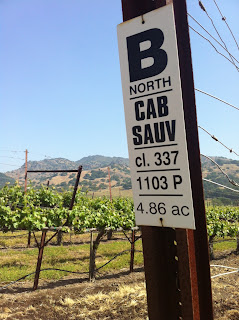 B
NORTH
CAB
SAUV
cl. 337
1103 P
4.86 ac